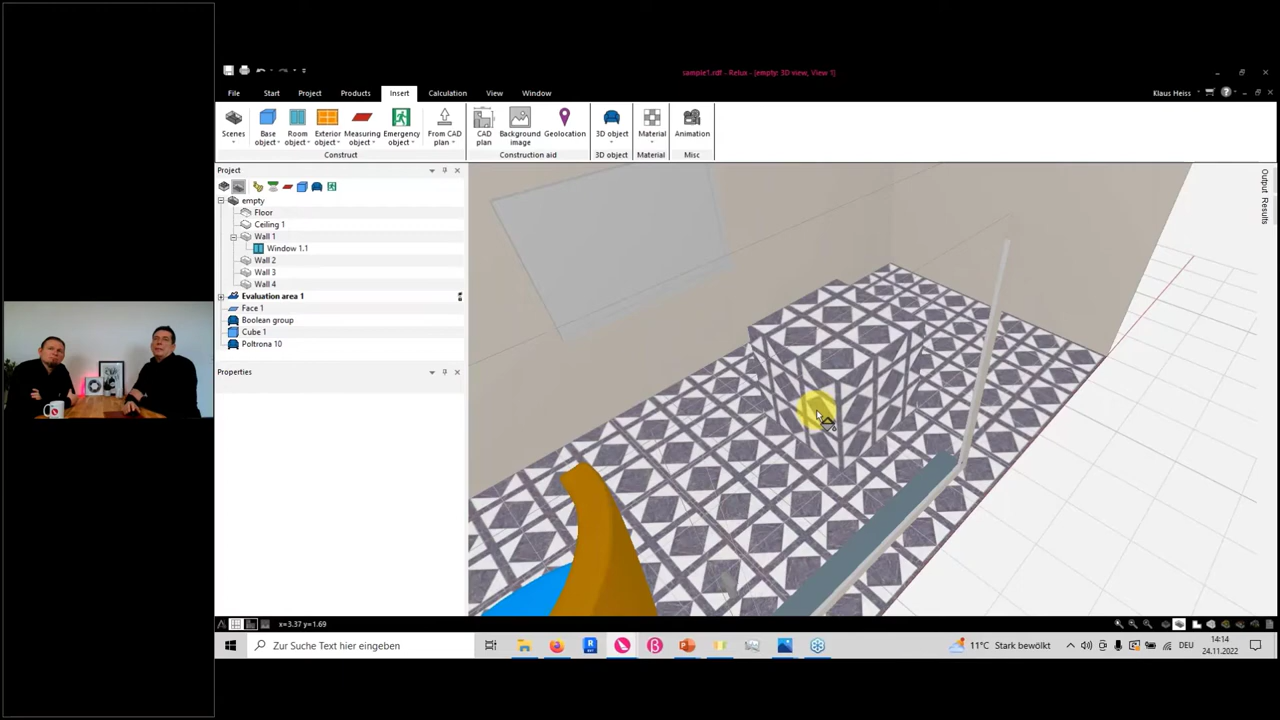 sample1.rdf - Relux - (empty: 3D view, View 1)
File Start Project Products Insert Calculation View Window
Klaus Heiss
Scenes Base object Room object Exterior object Measuring object Emergency object From CAD plan CAD plan Background image Geolocation 3D object Material Animation
Construct Construction aid 3D object Material Misc
Project
Output Results
empty
Floor
Ceiling 1
Wall 1
Window 1.1
Wall 2
Wall 3
Wall 4
Evaluation area 1
Face 1
Boolean group
Cube 1
Poltrona 10
Properties
x=3.37 y=1.69
Zur Suche Text hier eingeben
11°C Stark bewölkt
DEU
14:14
24.11.2022